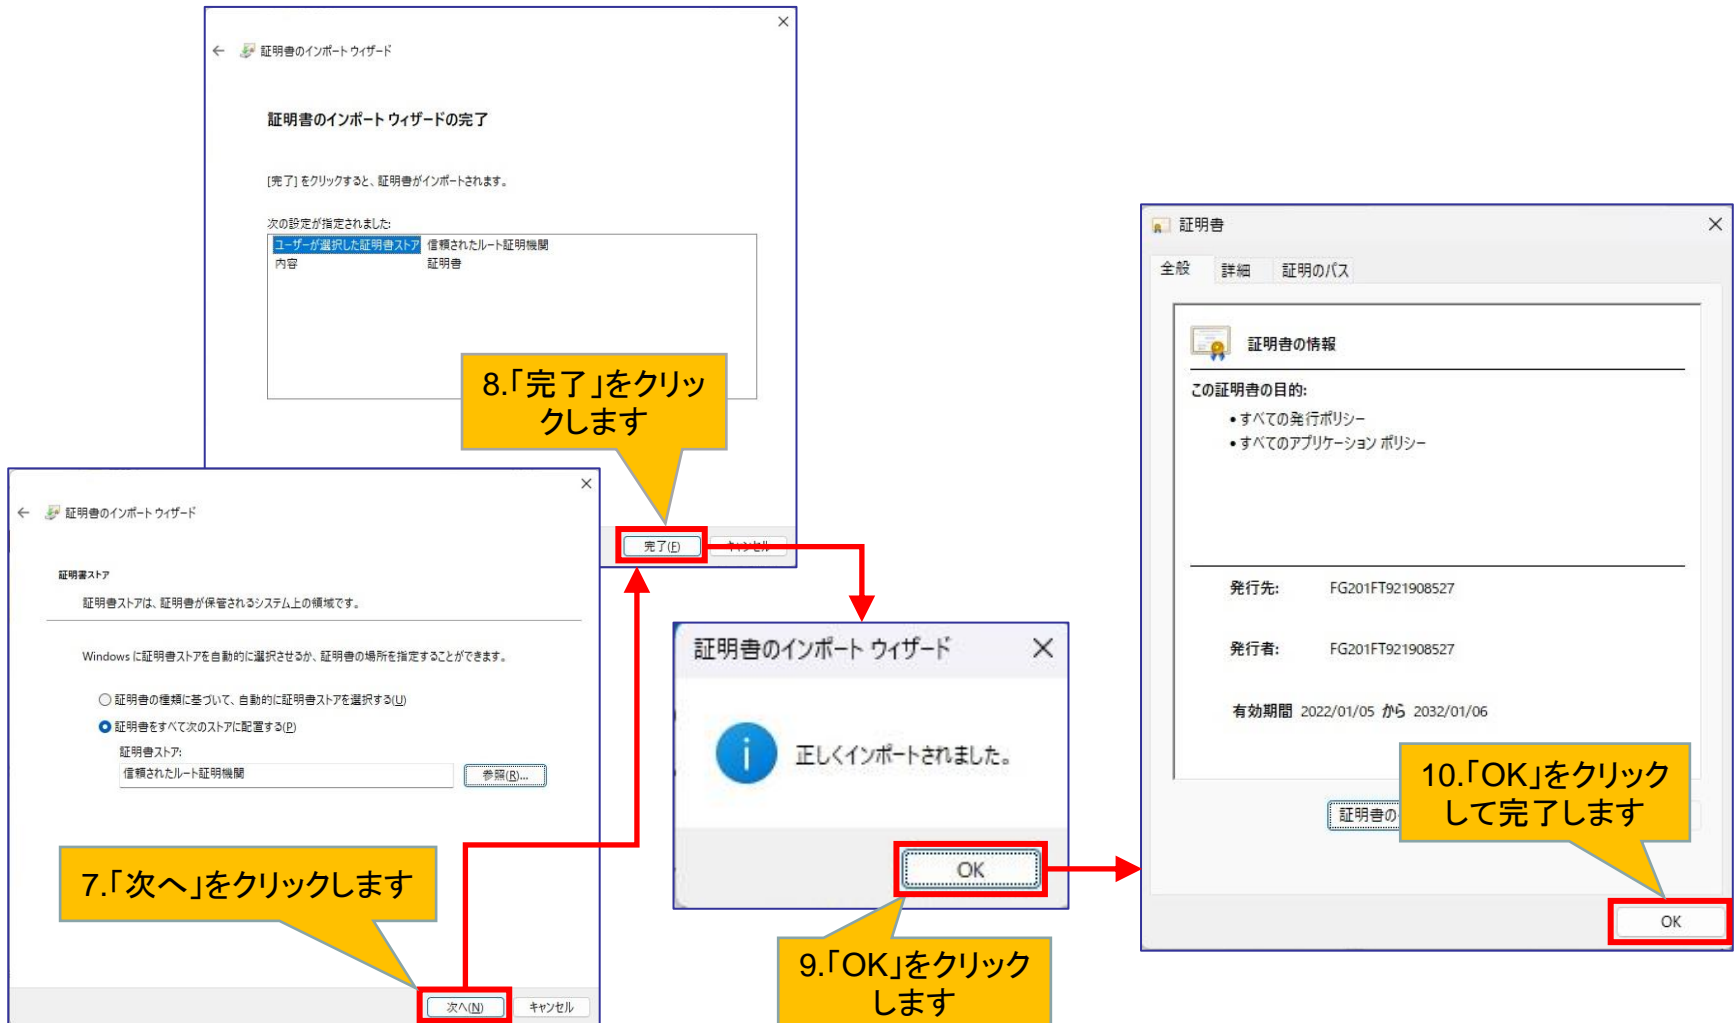 証明書のインポート ウィザード
証明書のインポート ウィザードの完了
[完了] をクリックすると、証明書がインポートされます。
次の設定が指定されました:
ユーザーが選択した証明書ストア 信頼されたルート証明機関
内容 証明書
8.「完了」をクリッ
クします
完了(F) キャンセル
証明書のインポート ウィザード
証明書ストア
証明書ストアは、証明書が保管されるシステム上の領域です。
Windows に証明書ストアを自動的に選択させるか、証明書の場所を指定することができます。
証明書の種類に基づいて、自動的に証明書ストアを選択する(U)
証明書をすべて次のストアに配置する(P)
証明書ストア:
信頼されたルート証明機関 参照(R)...
7.「次へ」をクリックします
次へ(N) キャンセル
証明書のインポート ウィザード
正しくインポートされました。
OK
9.「OK」をクリック
します
証明書
全般 詳細 証明のパス
証明書の情報
この証明書の目的:
• すべての発行ポリシー
• すべてのアプリケーション ポリシー
発行先: FG201FT921908527
発行者: FG201FT921908527
有効期間 2022/01/05 から 2032/01/06
証明書の
10.「OK」をクリック
して完了します
OK